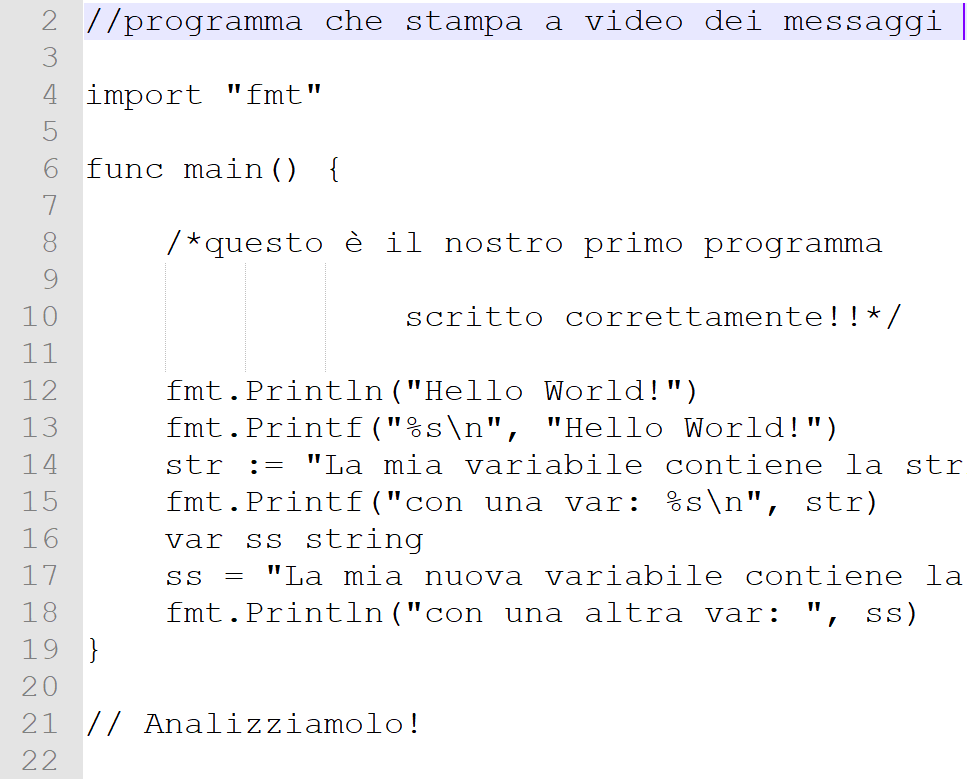 2 //programma che stampa a video dei messaggi
3
4 import "fmt"
5
6 func main() {
7
8 /*questo è il nostro primo programma
9
10 scritto correttamente!!*/
11
12 fmt.Println("Hello World!")
13 fmt.Printf("%s\n", "Hello World!")
14 str := "La mia variabile contiene la str
15 fmt.Printf("con una var: %s\n", str)
16 var ss string
17 ss = "La mia nuova variabile contiene la
18 fmt.Println("con una altra var: ", ss)
19 }
20
21 // Analizziamolo!
22